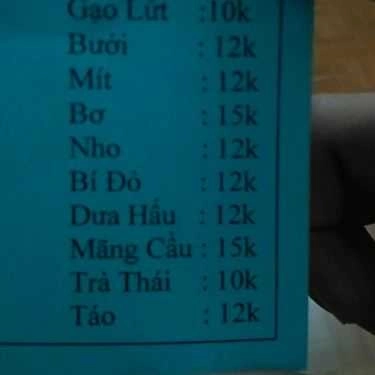 Gạo Lứt :10k
Bưởi : 12k
Mít : 12k
Bơ : 15k
Nho : 12k
Bí Đỏ : 12k
Dưa Hấu : 12k
Mãng Cầu : 15k
Trà Thái : 10k
Táo : 12k